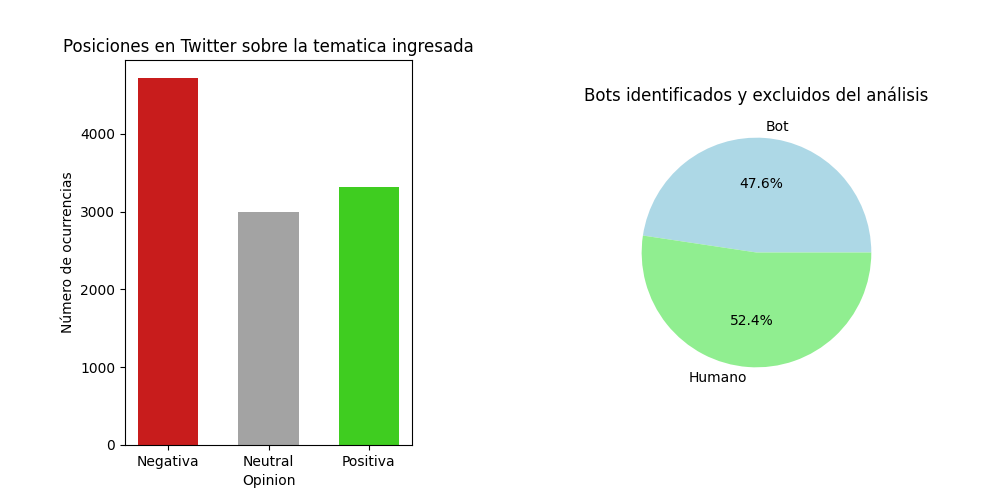 Posiciones en Twitter sobre la tematica ingresada
Número de ocurrencias
4000
3000
2000
1000
0
Negativa
Neutral
Positiva
Opinion
Bots identificados y excluidos del análisis
Bot
47.6%
52.4%
Humano